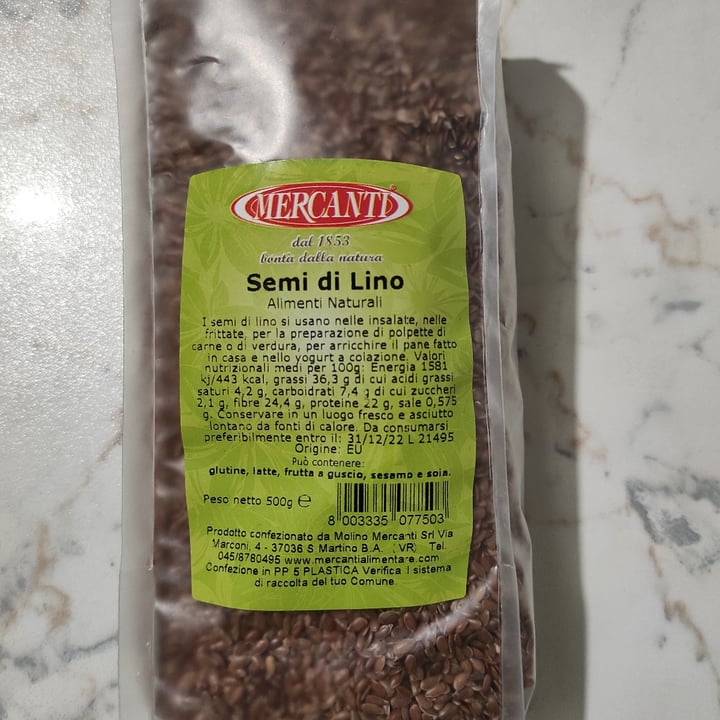 MERCANTI®
dal 1853
bontà dalla natura
Semi di Lino
Alimenti Naturali
I semi di lino si usano nelle insalate, nelle
frittate, per la preparazione di polpette di
carne o di verdura, per arricchire il pane fatto
in casa e nello yogurt a colazione. Valori
nutrizionali medi per 100g: Energia 1581
kj/443 kcal, grassi 36,3 g di cui acidi grassi
saturi 4,2 g, carboidrati 7,4 g di cui zuccheri
2,1 g, fibre 24,4 g, proteine 22 g, sale 0,575
g. Conservare in un luogo fresco e asciutto
lontano da fonti di calore. Da consumarsi
preferibilmente entro il: 31/12/22 L 21495
Origine: EU
Può contenere:
glutine, latte, frutta a guscio, sesamo e soia.
Peso netto 500g ℮
8 003335 077503
Prodotto confezionato da Molino Mercanti Srl Via
Marconi, 4 - 37036 S Martino B.A. (VR) Tel.
045/8780495 www.mercantialimentare.com
Confezione in PP 5 PLASTICA Verifica il sistema
di raccolta del tuo Comune.